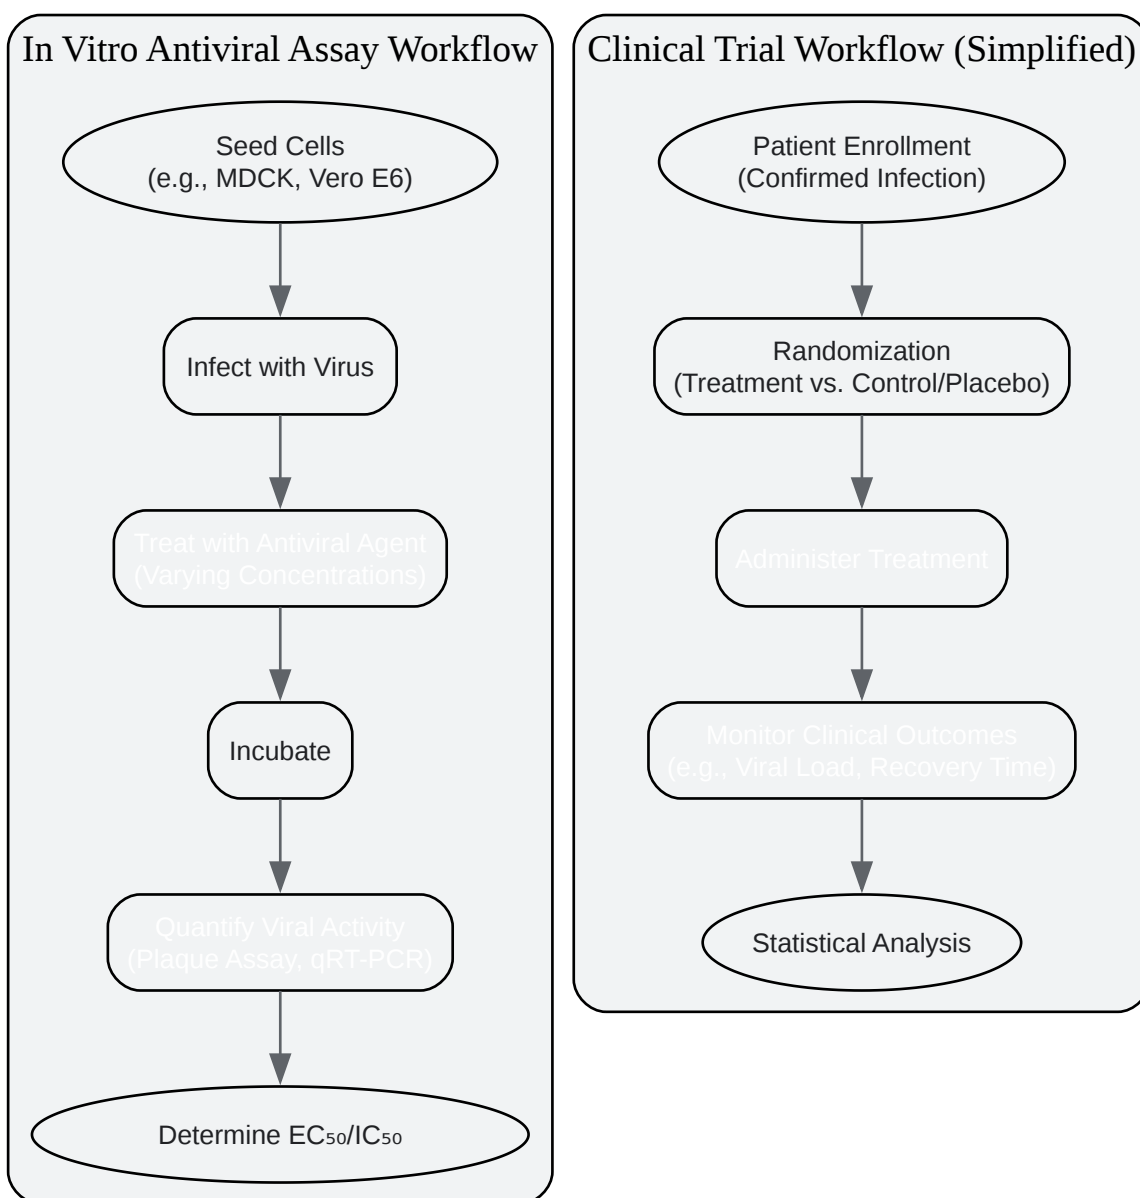 In Vitro Antiviral Assay Workflow
Seed Cells
(e.g., MDCK, Vero E6)
Infect with Virus
Treat with Antiviral Agent
(Varying Concentrations)
Incubate
Quantify Viral Activity
(Plaque Assay, qRT-PCR)
Determine EC₅₀/IC₅₀
Clinical Trial Workflow (Simplified)
Patient Enrollment
(Confirmed Infection)
Randomization
(Treatment vs. Control/Placebo)
Administer Treatment
Monitor Clinical Outcomes
(e.g., Viral Load, Recovery Time)
Statistical Analysis